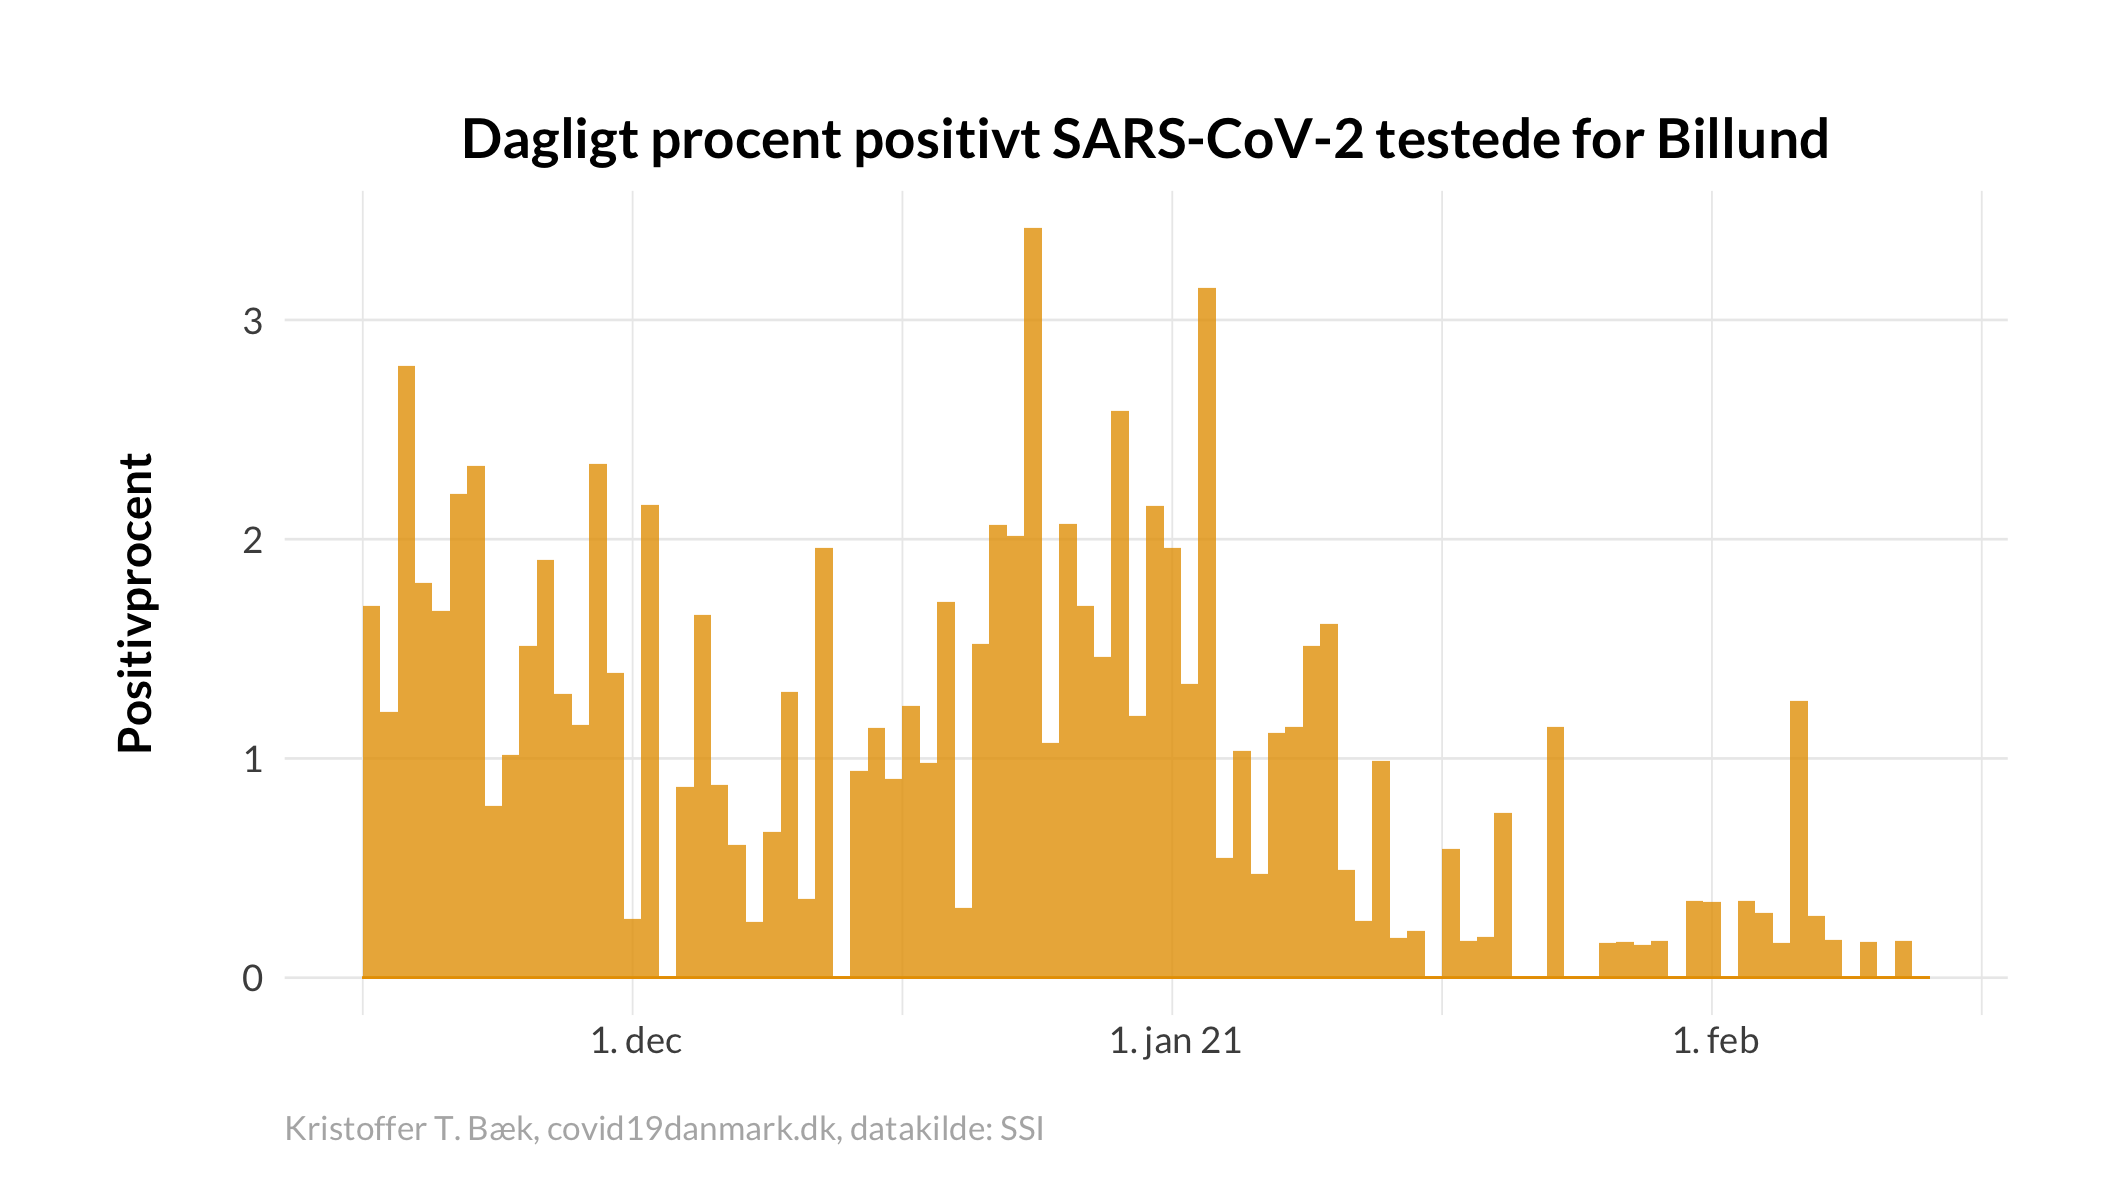 Dagligt procent positivt SARS-CoV-2 testede for Billund
Positivprocent
3
2
1
0
1. dec
1. jan 21
1. feb
Kristoffer T. Bæk, covid19danmark.dk, datakilde: SSI